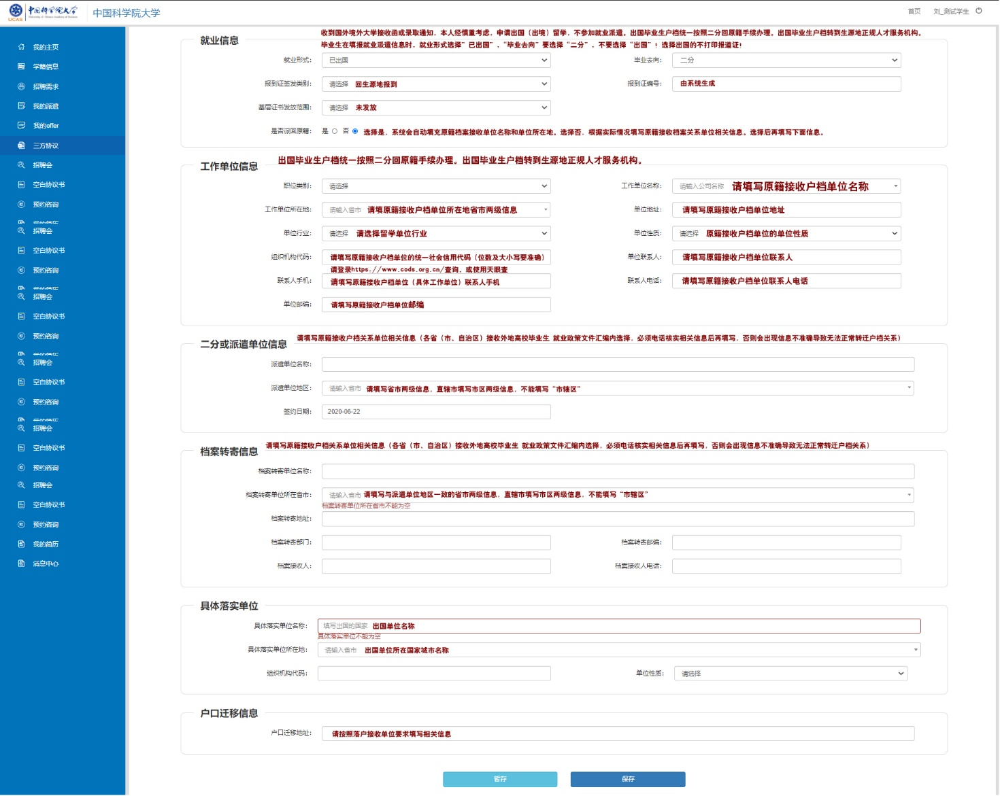 中国科学院大学
University of Chinese Academy of Sciences
UCAS
中国科学院大学
首页 刘_测试学生
我的主页
学籍信息
招聘需求
我的派遣
我的offer
三方协议
招聘会
空白协议书
预约咨询
我的简历
招聘会
空白协议书
预约咨询
我的简历
招聘会
空白协议书
预约咨询
我的简历
招聘会
空白协议书
预约咨询
我的简历
招聘会
空白协议书
预约咨询
招聘会
空白协议书
预约咨询
我的简历
消息中心
就业信息
收到国外境外大学接收函或录取通知，本人经慎重考虑，申请出国（出境）留学，不参加就业派遣。出国毕业生户档统一按照二分回原籍手续办理。出国毕业生户档转到生源地正规人才服务机构。
毕业生在填报就业派遣信息时，就业形式选择”已出国”，“毕业去向”要选择“二分”，不要选择“出国”！选择出国的不打印报道证！
就业形式： 已出国 毕业去向： 二分
报到证签发类别： 请选择 回生源地报到 报到证编号： 由系统生成
基层证书发放范围： 请选择 未发放
是否派回原籍： 是 否 选择是，系统会自动填充原籍档案接收单位名称和单位所在地。选择否，根据实际情况填写原籍接收档案关系单位相关信息。选择后再填写下面信息。
工作单位信息 出国毕业生户档统一按照二分回原籍手续办理。出国毕业生户档转到生源地正规人才服务机构。
职位类别： 请选择 工作单位名称： 请输入公司名称 请填写原籍接收户档单位名称
工作单位所在地： 请输入省市 请填原籍接收户档单位所在地省市两级信息 单位地址： 请填写原籍接收户档单位地址
单位行业： 请选择 请选择留学单位行业 单位性质： 请选择 原籍接收户档单位的单位性质
组织机构代码： 请填写原籍接收户档单位的统一社会信用代码（位数及大小写要准确） 单位联系人： 请填写原籍接收户档单位联系人
请登录https://www.cods.org.cn/查询，或使用天眼查
联系人手机： 请填写原籍接收户档单位（具体工作单位）联系人手机 联系人电话： 请填写原籍接收户档单位联系人电话
单位邮编： 请填写原籍接收户档单位邮编
二分或派遣单位信息 请填写原籍接收户档关系单位相关信息（各省（市、自治区）接收外地高校毕业生 就业政策文件汇编内选择，必须电话核实相关信息后再填写，否则会出现信息不准确导致无法正常转迁户档关系）
派遣单位名称：
派遣单位地区： 请输入省市 请填写省市两级信息，直辖市填写市区两级信息，不能填写“市辖区”
签约日期： 2020-06-22
档案转寄信息 请填写原籍接收户档关系单位相关信息（各省（市、自治区）接收外地高校毕业生 就业政策文件汇编内选择，必须电话核实相关信息后再填写，否则会出现信息不准确导致无法正常转迁户档关系）
档案转寄单位名称：
档案转寄单位所在省市： 请输入省市 请填写与派遣单位地区一致的省市两级信息，直辖市填写市区两级信息，不能填写“市辖区”
档案转寄单位所在省市不能为空
档案转寄地址：
档案转寄部门： 档案转寄邮编：
档案接收人： 档案接收人电话：
具体落实单位
具体落实单位名称： 填写出国的国家 出国单位名称
具体落实单位不能为空
具体落实单位所在地： 请输入省市 出国单位所在国家城市名称
组织机构代码： 单位性质： 请选择
户口迁移信息
户口迁移地址： 请按照落户接收单位要求填写相关信息
暂存 保存